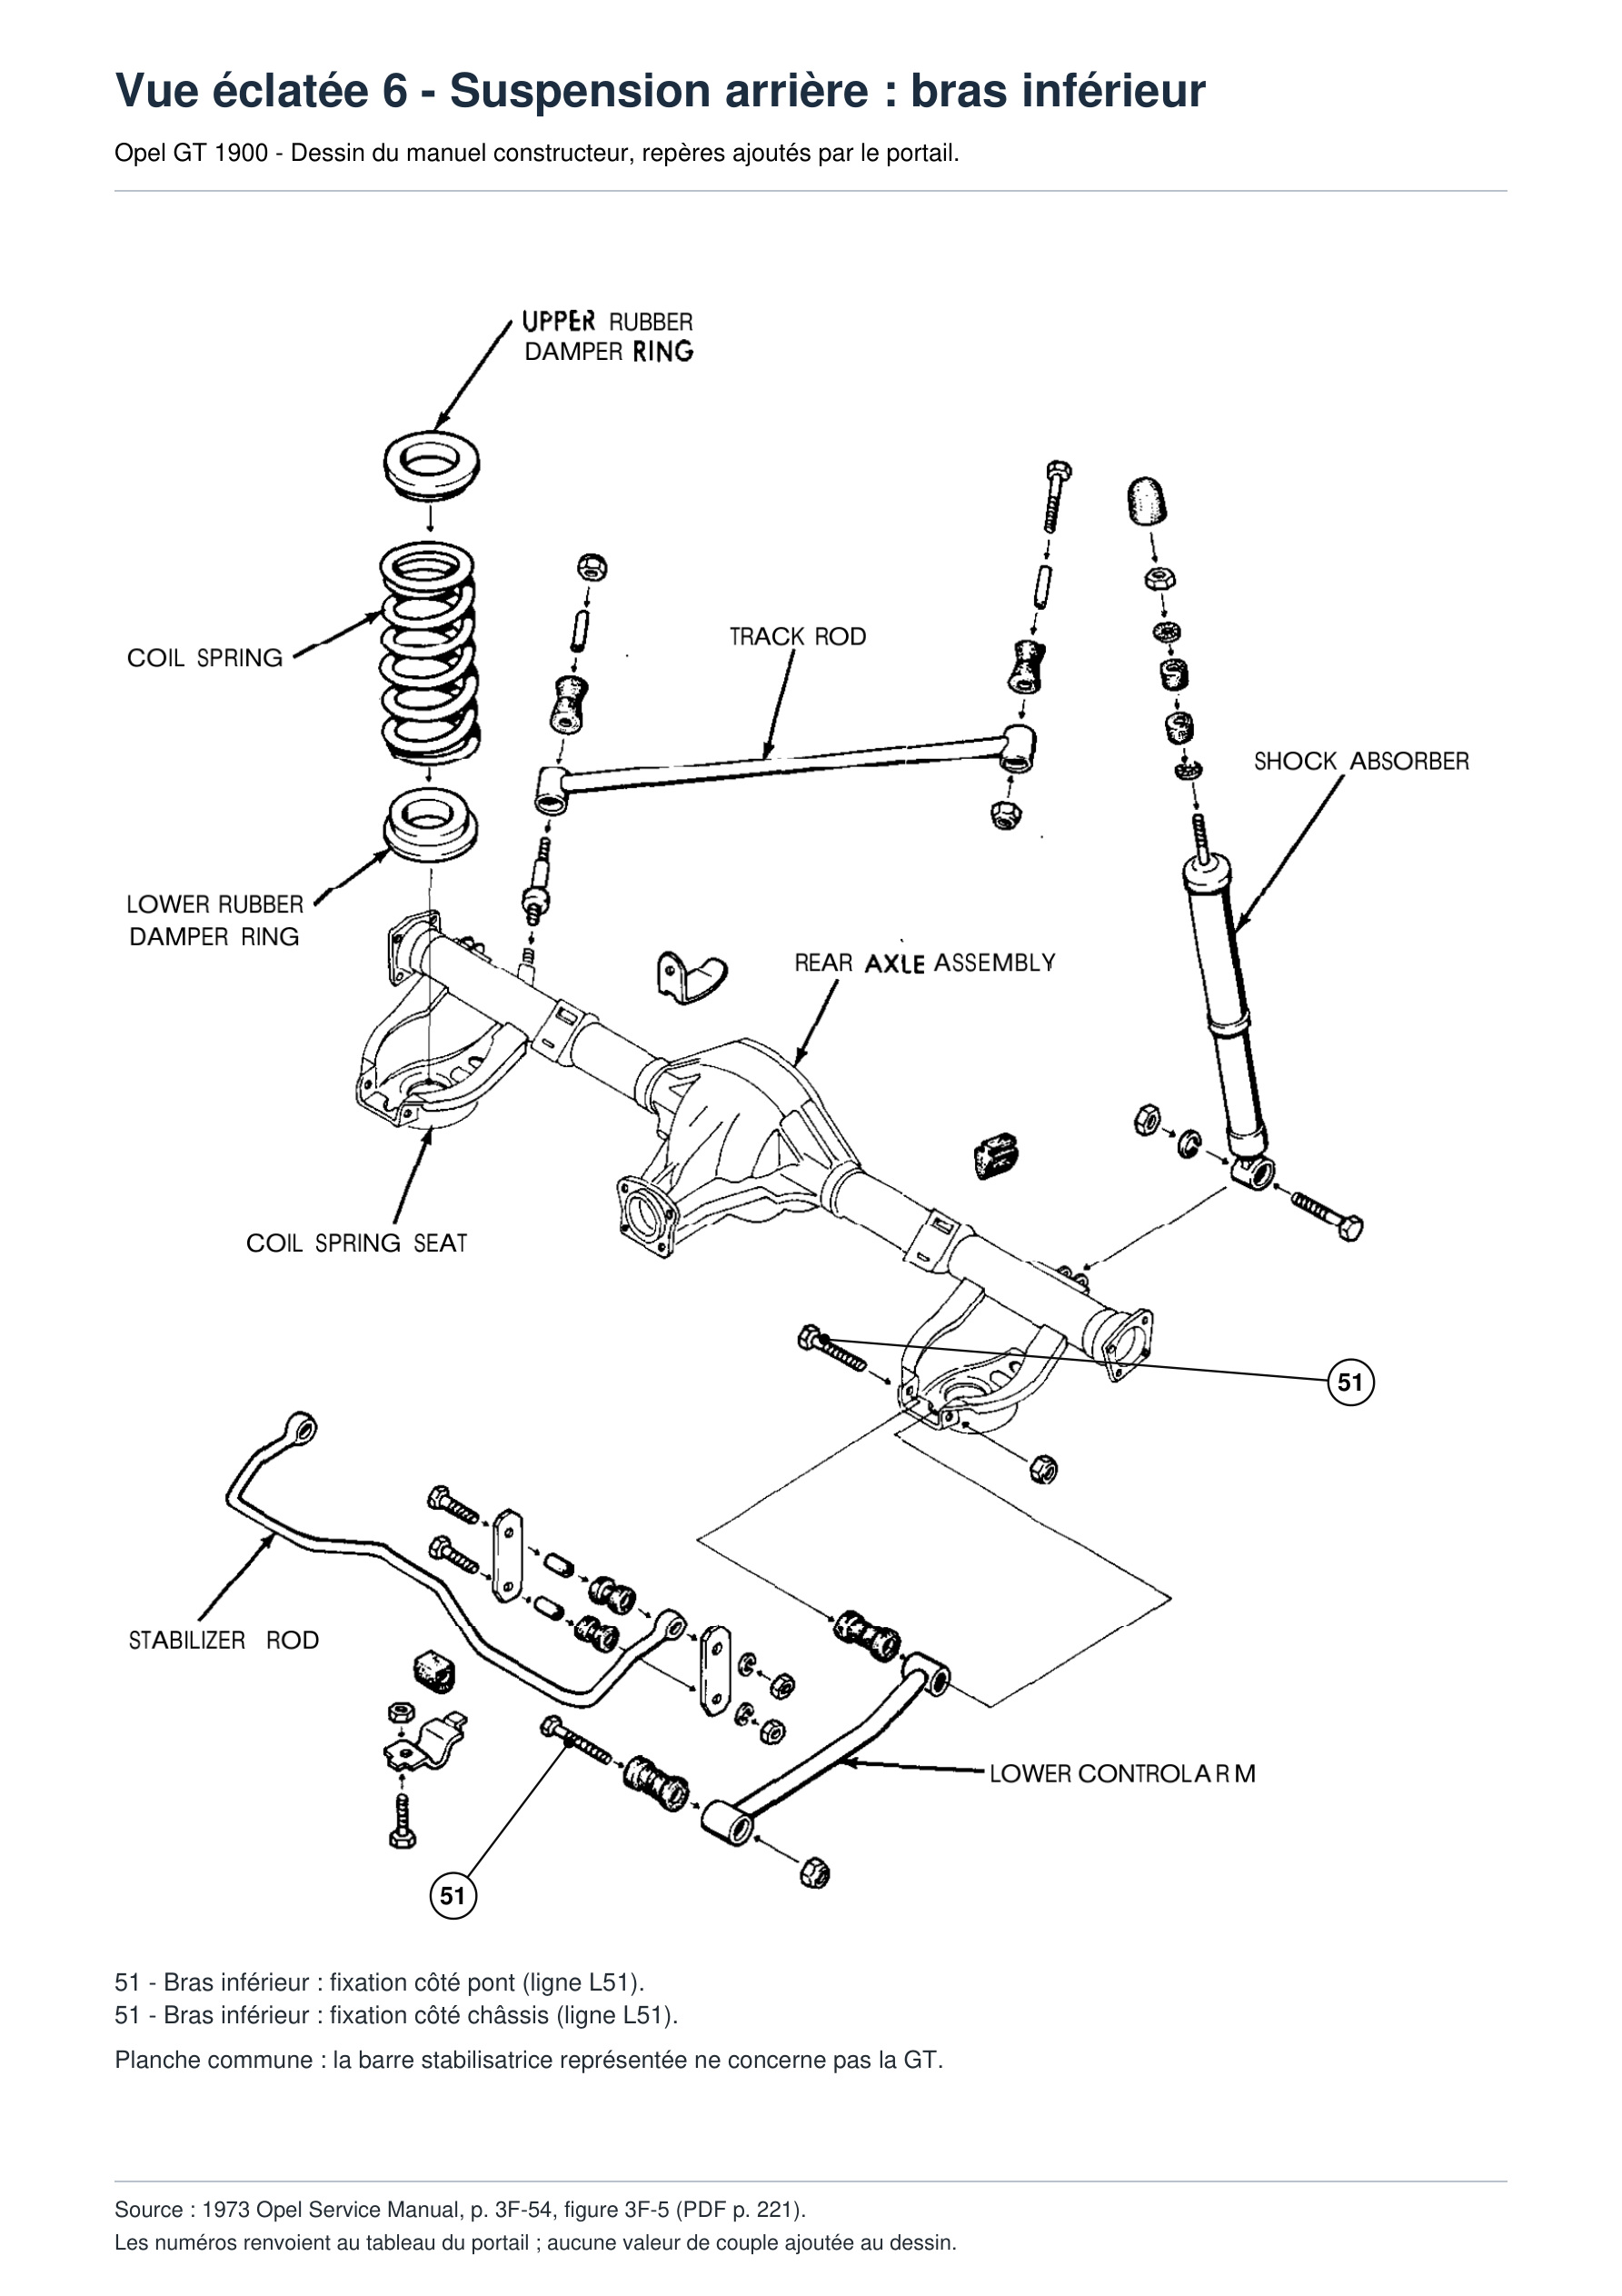 Vue éclatée 6 - Suspension arrière : bras inférieur
Opel GT 1900 - Dessin du manuel constructeur, repères ajoutés par le portail.
UPPER RUBBER
DAMPER RING
COIL SPRING
TRACK ROD
SHOCK ABSORBER
LOWER RUBBER
DAMPER RING
REAR AXLE ASSEMBLY
COIL SPRING SEAT
51
STABILIZER ROD
LOWER CONTROLARM
51
51 - Bras inférieur : fixation côté pont (ligne L51).
51 - Bras inférieur : fixation côté châssis (ligne L51).
Planche commune : la barre stabilisatrice représentée ne concerne pas la GT.
Source : 1973 Opel Service Manual, p. 3F-54, figure 3F-5 (PDF p. 221).
Les numéros renvoient au tableau du portail ; aucune valeur de couple ajoutée au dessin.